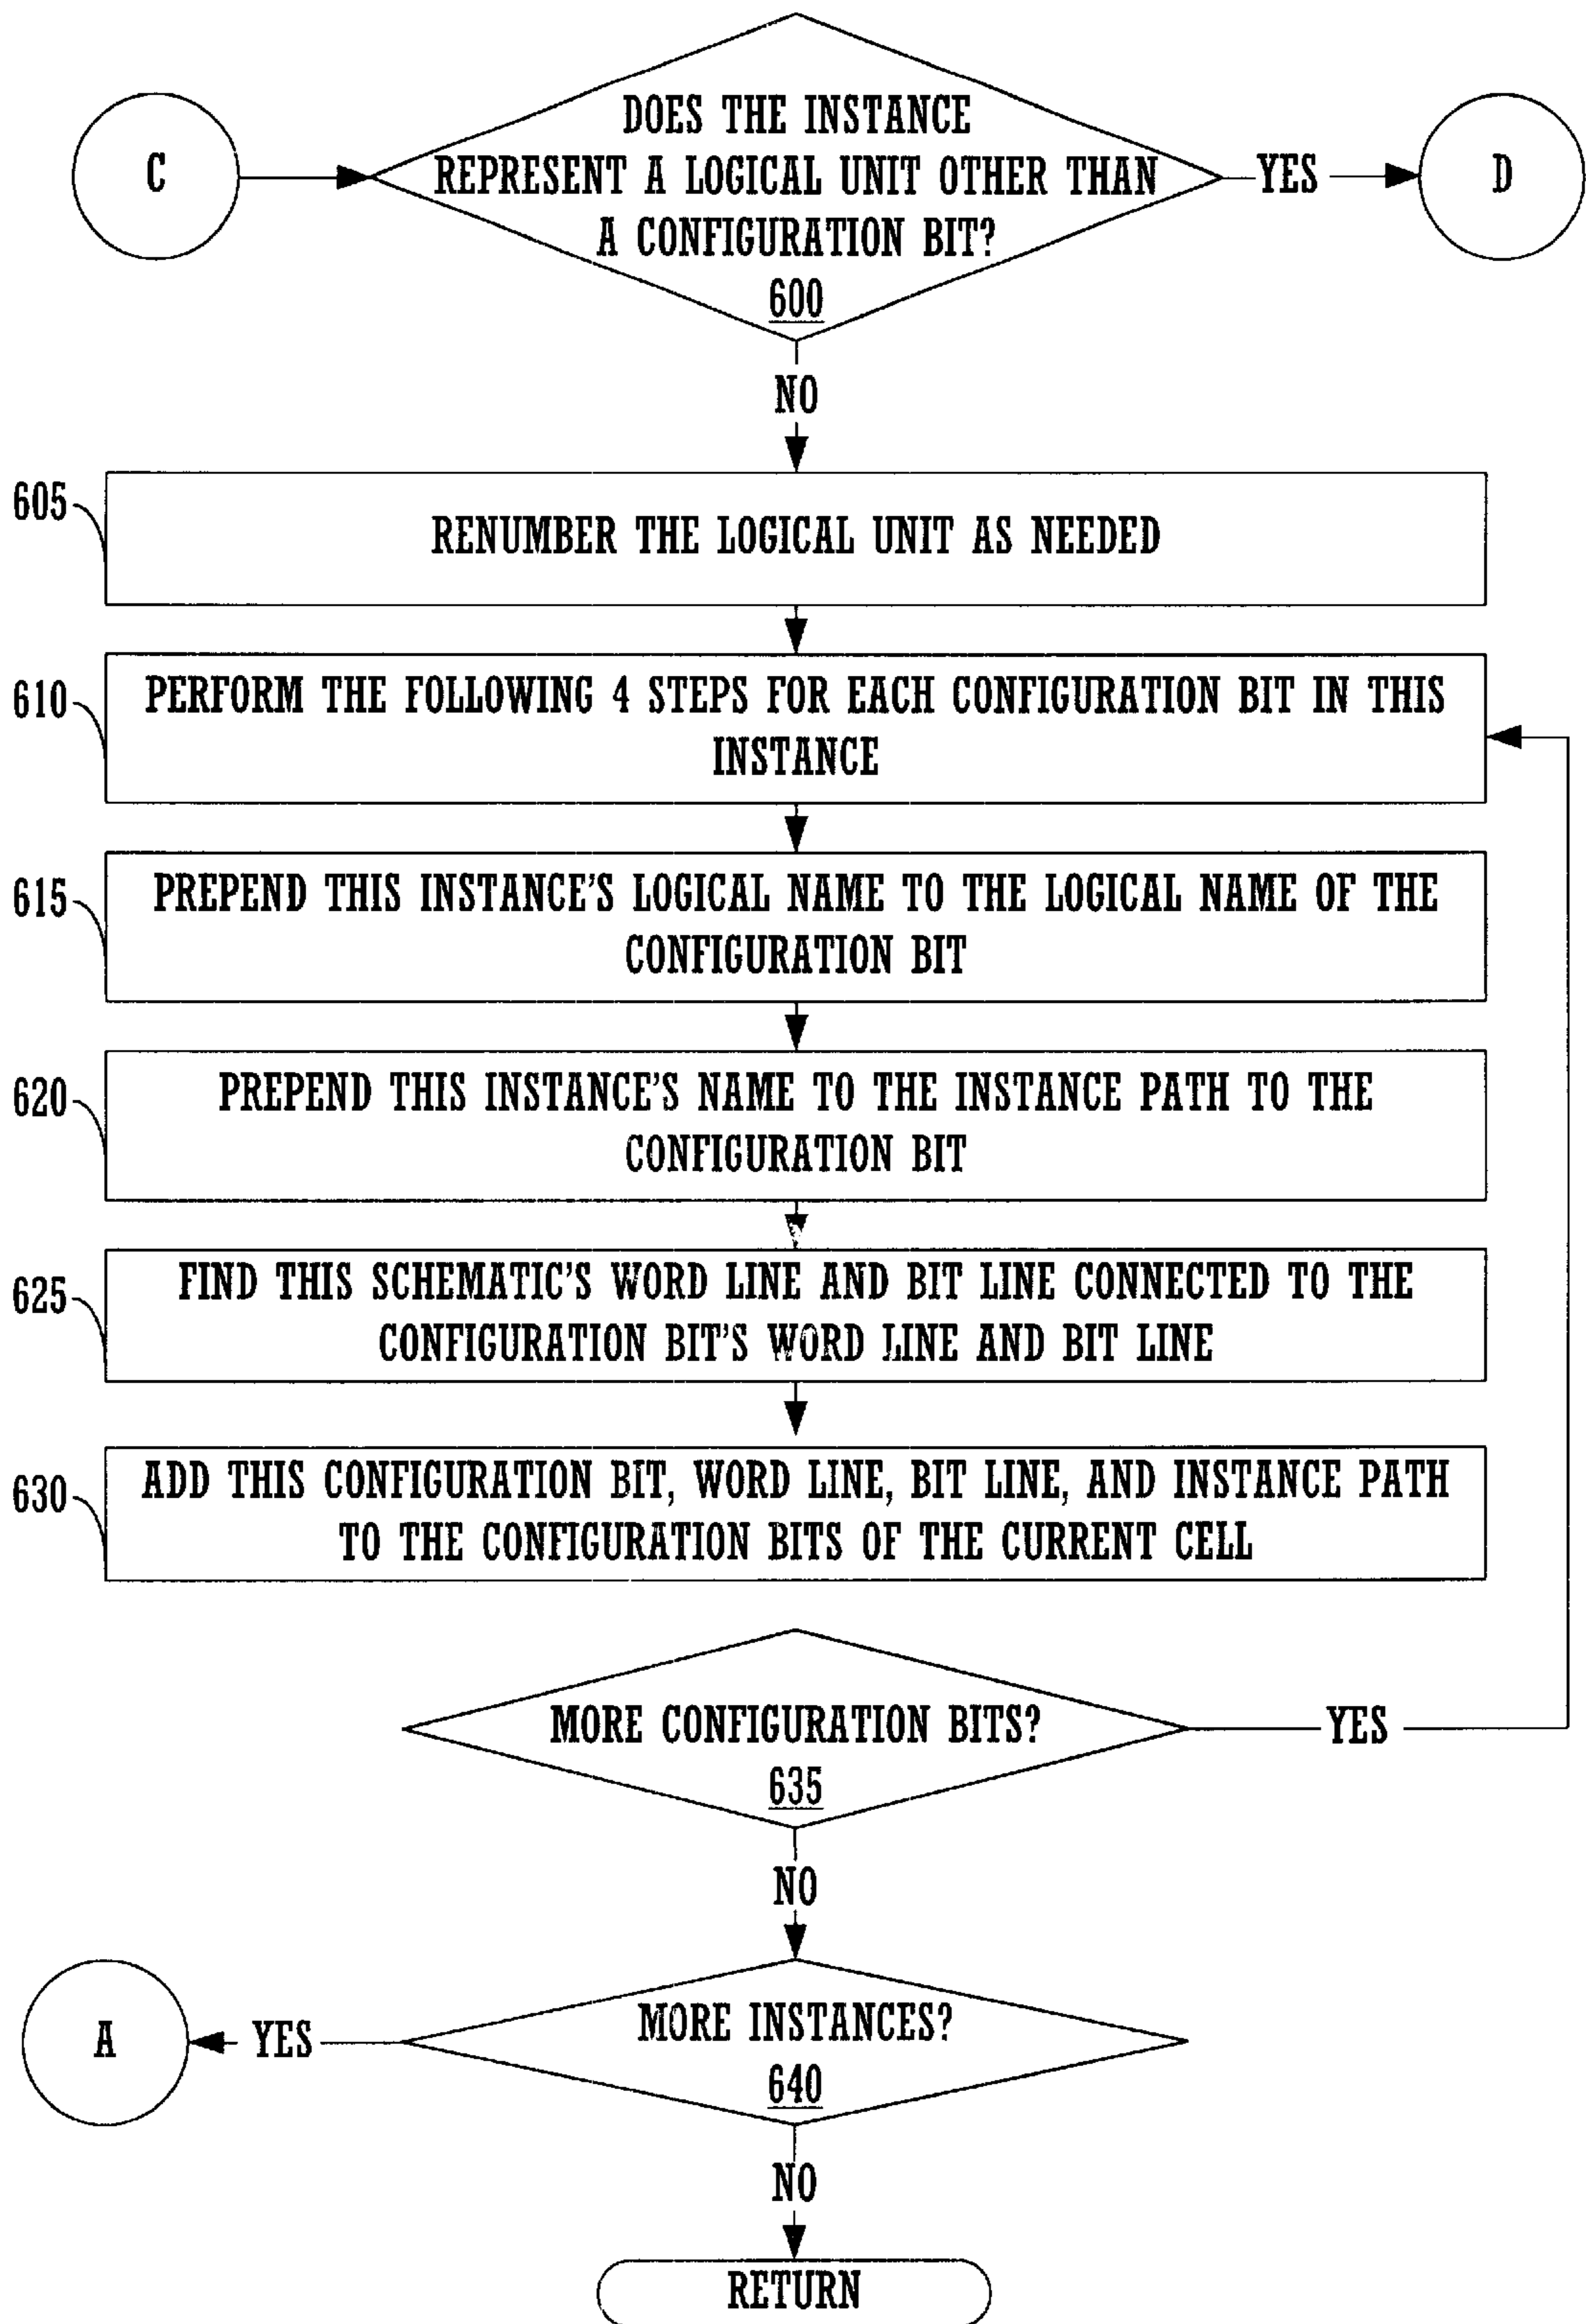 C
DOES THE INSTANCE
REPRESENT A LOGICAL UNIT OTHER THAN
A CONFIGURATION BIT?
600
YES
D
NO
605
RENUMBER THE LOGICAL UNIT AS NEEDED
610
PERFORM THE FOLLOWING 4 STEPS FOR EACH CONFIGURATION BIT IN THIS
INSTANCE
615
PREPEND THIS INSTANCE'S LOGICAL NAME TO THE LOGICAL NAME OF THE
CONFIGURATION BIT
620
PREPEND THIS INSTANCE'S NAME TO THE INSTANCE PATH TO THE
CONFIGURATION BIT
625
FIND THIS SCHEMATIC'S WORD LINE AND BIT LINE CONNECTED TO THE
CONFIGURATION BIT'S WORD LINE AND BIT LINE
630
ADD THIS CONFIGURATION BIT, WORD LINE, BIT LINE, AND INSTANCE PATH
TO THE CONFIGURATION BITS OF THE CURRENT CELL
MORE CONFIGURATION BITS?
635
YES
NO
A
YES
MORE INSTANCES?
640
NO
RETURN